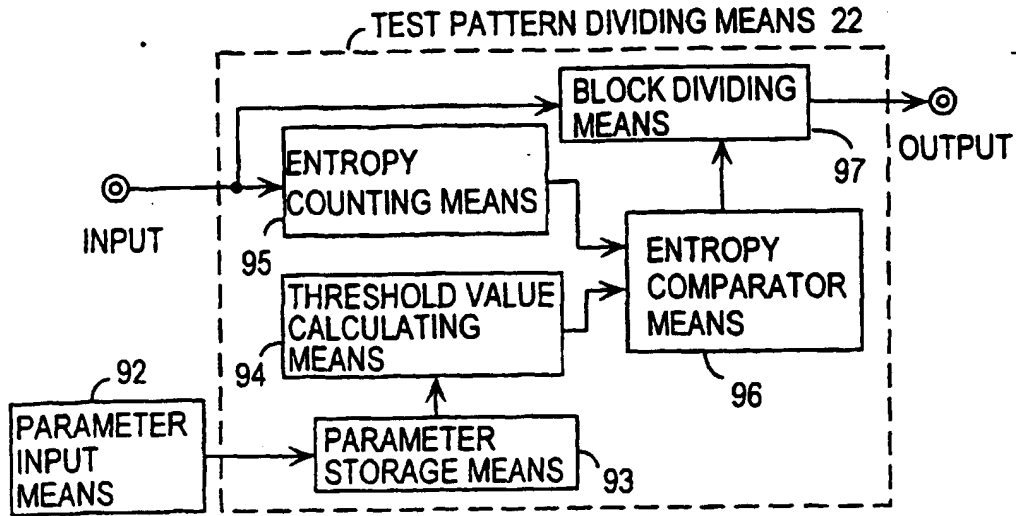 TEST PATTERN DIVIDING MEANS 22
BLOCK DIVIDING
MEANS
97
OUTPUT
ENTROPY
COUNTING MEANS
95
INPUT
ENTROPY
COMPARATOR
MEANS
96
THRESHOLD VALUE
CALCULATING
MEANS
94
92
PARAMETER
INPUT
MEANS
PARAMETER
STORAGE MEANS
93